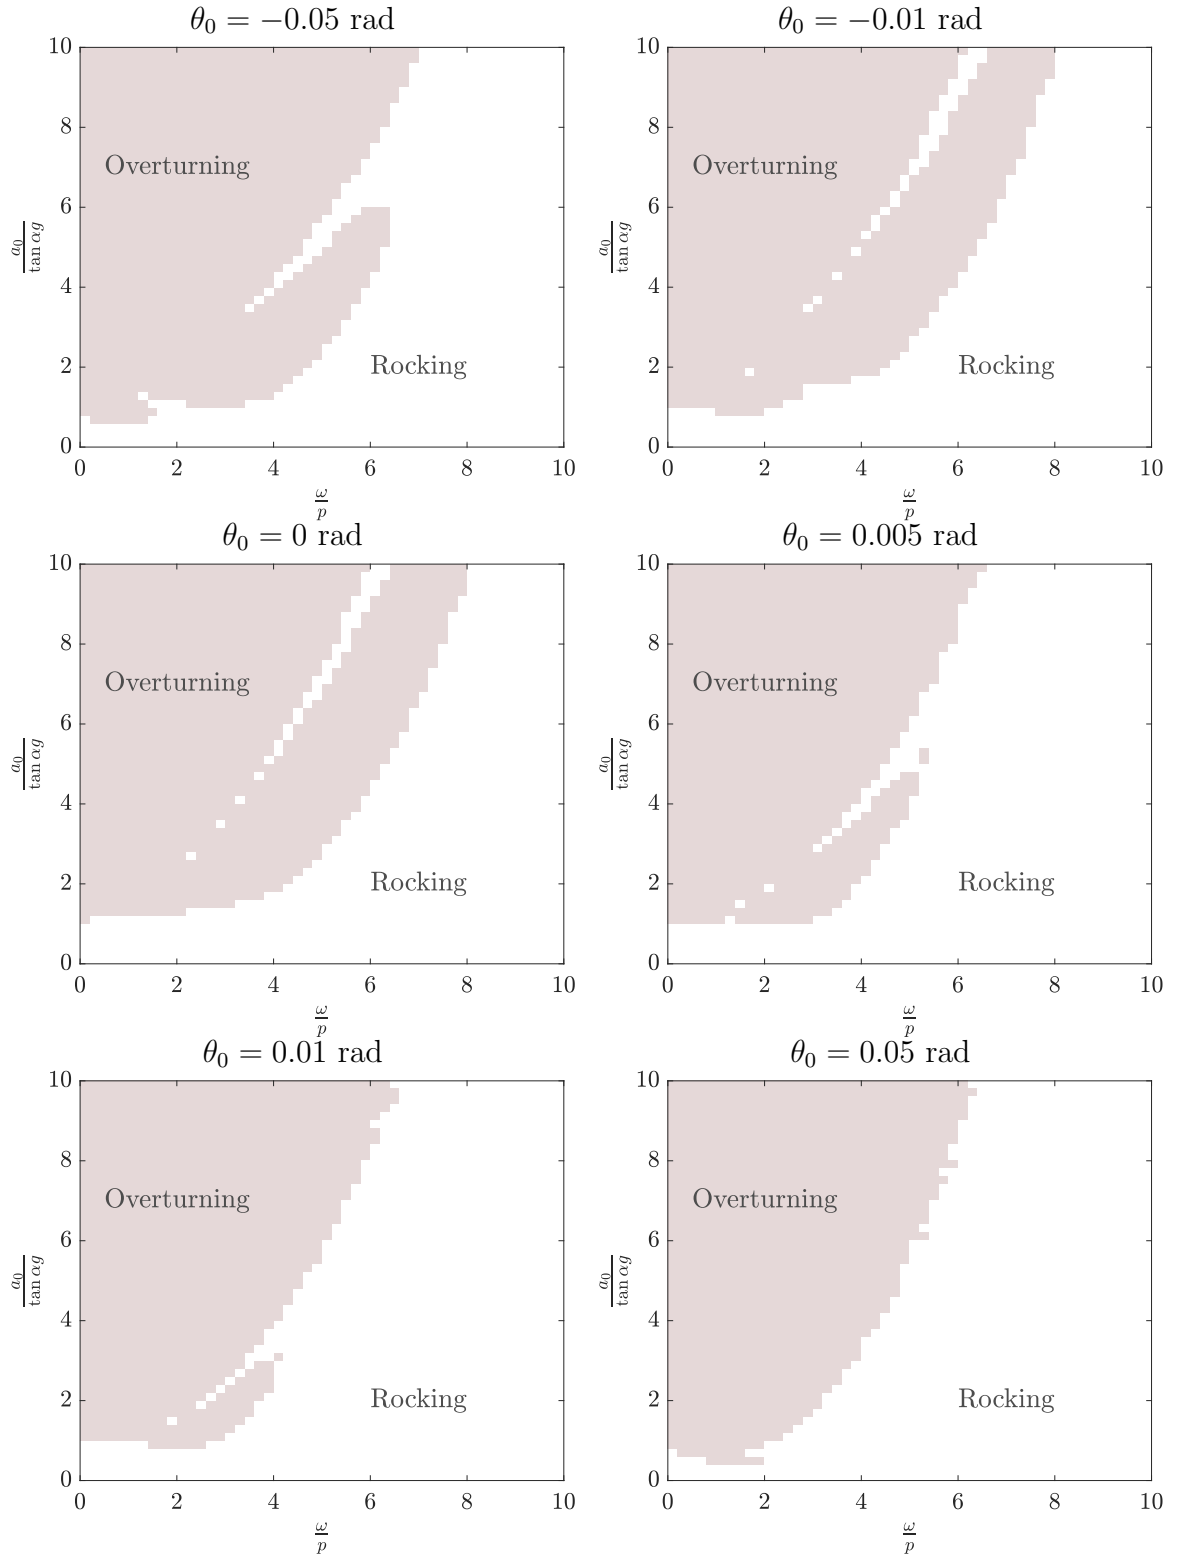 θ₀ = −0.05 rad
10
8
6
4
2
0
a₀ / tan αg
Overturning
Rocking
0 2 4 6 8 10
ω/p
θ₀ = −0.01 rad
10
8
6
4
2
0
a₀ / tan αg
Overturning
Rocking
0 2 4 6 8 10
ω/p
θ₀ = 0 rad
10
8
6
4
2
0
a₀ / tan αg
Overturning
Rocking
0 2 4 6 8 10
ω/p
θ₀ = 0.005 rad
10
8
6
4
2
0
a₀ / tan αg
Overturning
Rocking
0 2 4 6 8 10
ω/p
θ₀ = 0.01 rad
10
8
6
4
2
0
a₀ / tan αg
Overturning
Rocking
0 2 4 6 8 10
ω/p
θ₀ = 0.05 rad
10
8
6
4
2
0
a₀ / tan αg
Overturning
Rocking
0 2 4 6 8 10
ω/p